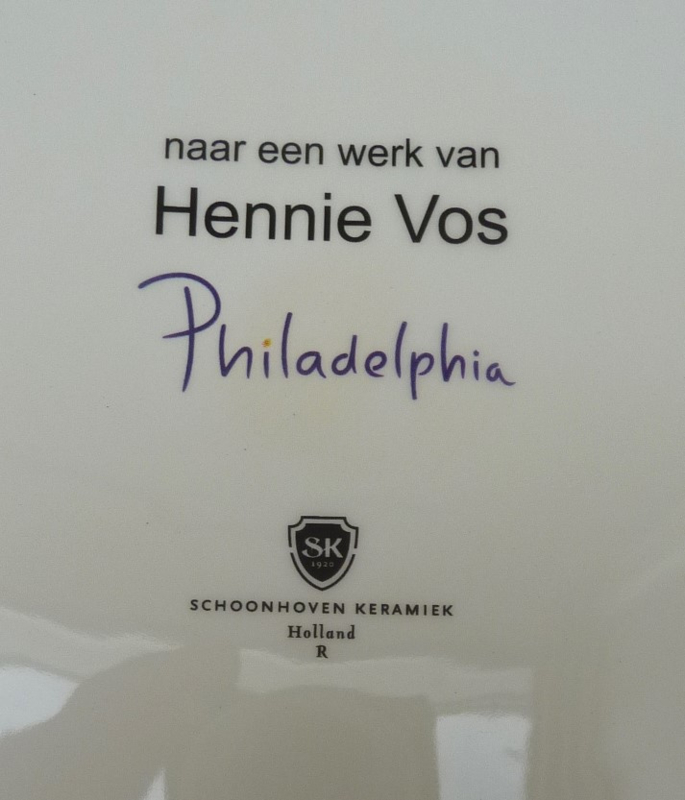 naar een werk van
Hennie Vos
Philadelphia
SK
1920
SCHOONHOVEN KERAMIEK
Holland
R